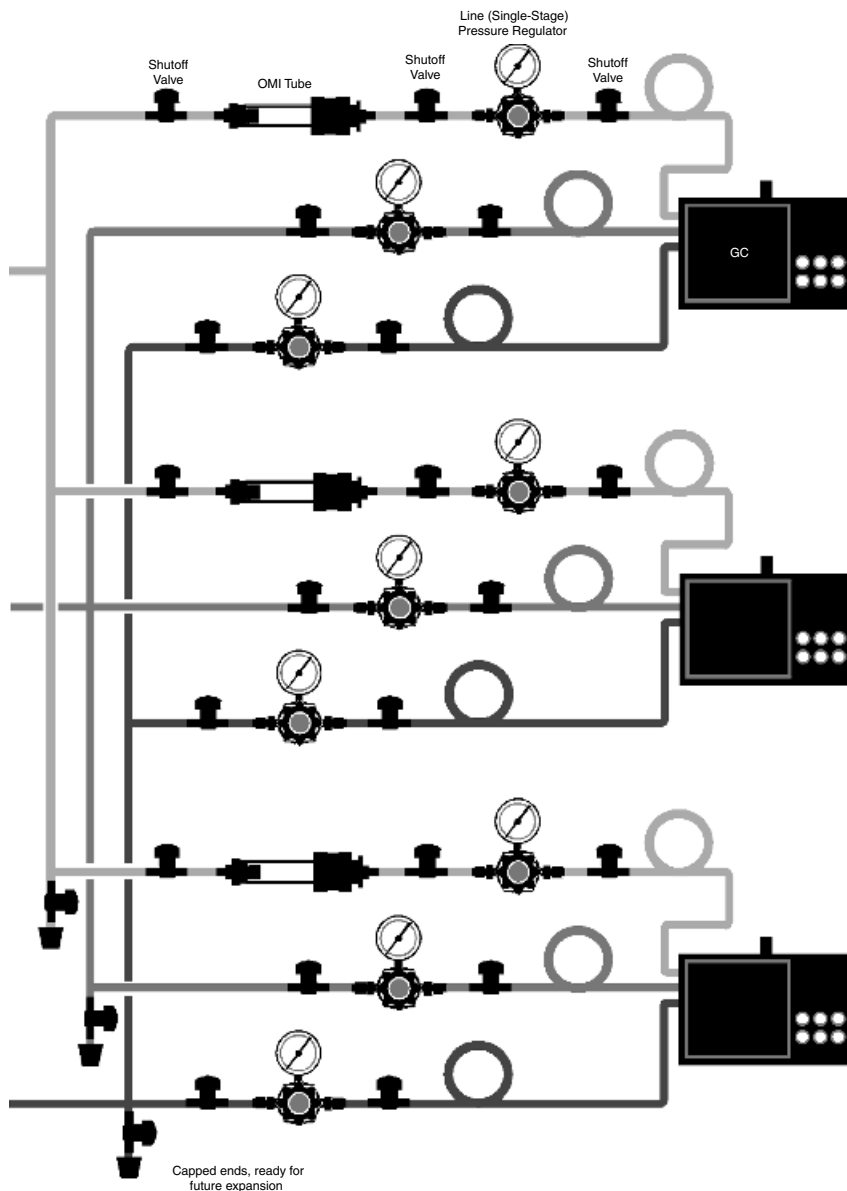 Line (Single-Stage)
Pressure Regulator
Shutoff
Valve
OMI Tube
Shutoff
Valve
Shutoff
Valve
GC
Capped ends, ready for
future expansion